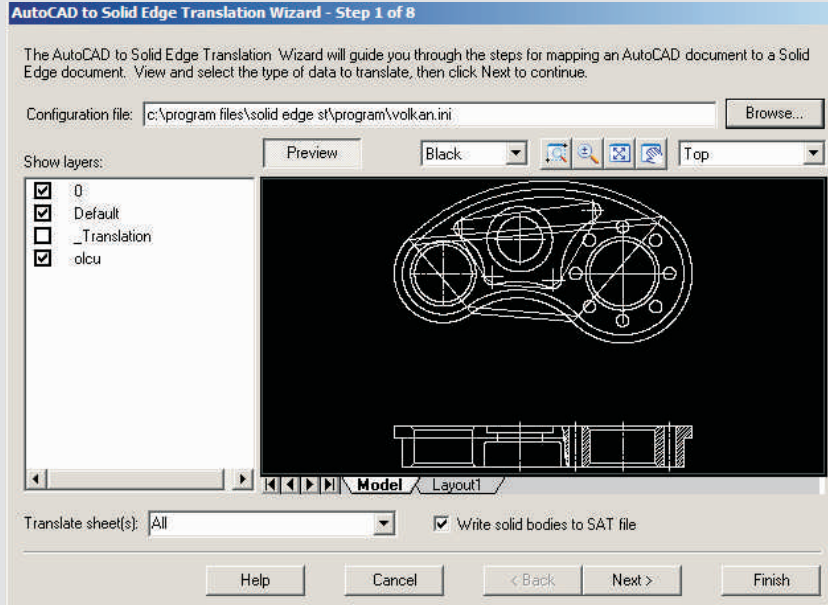 AutoCAD to Solid Edge Translation Wizard - Step 1 of 8
The AutoCAD to Solid Edge Translation Wizard will guide you through the steps for mapping an AutoCAD document to a Solid
Edge document. View and select the type of data to translate, then click Next to continue.
Configuration file: c:\program files\solid edge st\program\volkan.ini Browse...
Show layers: Preview Black Top
0
Default
_Translation
olcu
Model Layout1
Translate sheet(s): All Write solid bodies to SAT file
Help Cancel < Back Next > Finish